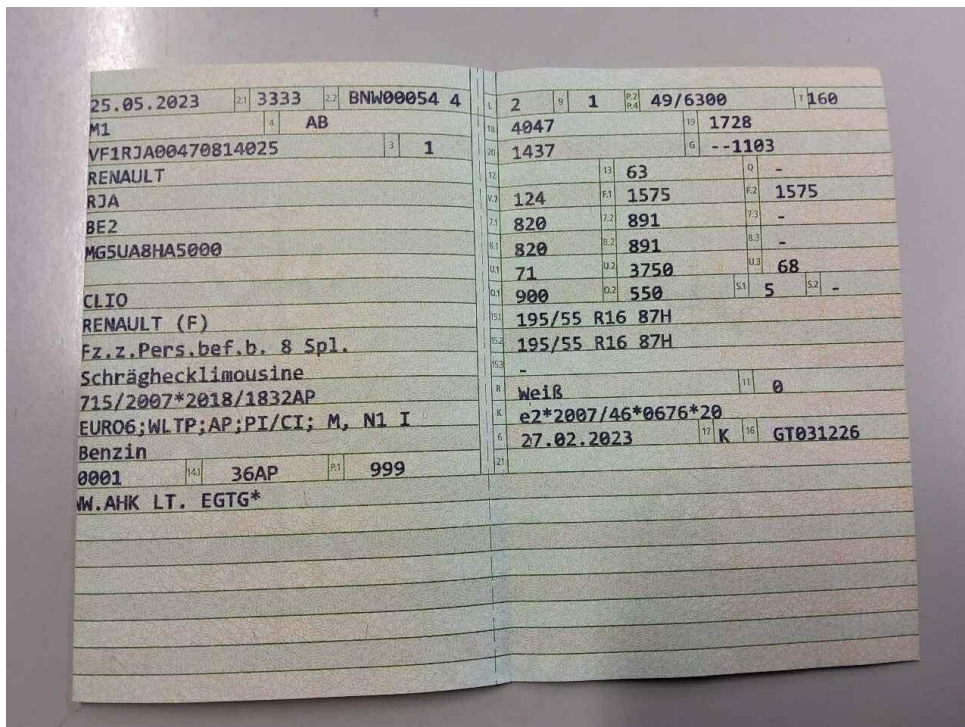 25.05.2023 2.1 3333 2.2 BNW00054 4
M1 4 AB
VF1RJA00470814025 3 1
RENAULT
RJA
BE2
MG5UA8HA5000
CLIO
RENAULT (F)
Fz.z.Pers.bef.b. 8 Spl.
Schräghecklimousine
715/2007*2018/1832AP
EURO6;WLTP;AP;PI/CI; M, N1 I
Benzin
0001 14.1 36AP P.1 999
WW.AHK LT. EGTG*
L 2 9 1 P.2 P.4 49/6300 T 160
18 4047 19 1728
20 1437 G --1103
12 13 63 Q -
V.7 124 F.1 1575 F.2 1575
7.1 820 7.2 891 7.3 -
8.1 820 8.2 891 8.3 -
U.1 71 U.2 3750 U.3 68
O.1 900 O.2 550 S.1 5 S.2 -
15.1 195/55 R16 87H
15.2 195/55 R16 87H
15.3 -
R Weiß 11 0
K e2*2007/46*0676*20
6 27.02.2023 17 K 16 GT031226
21